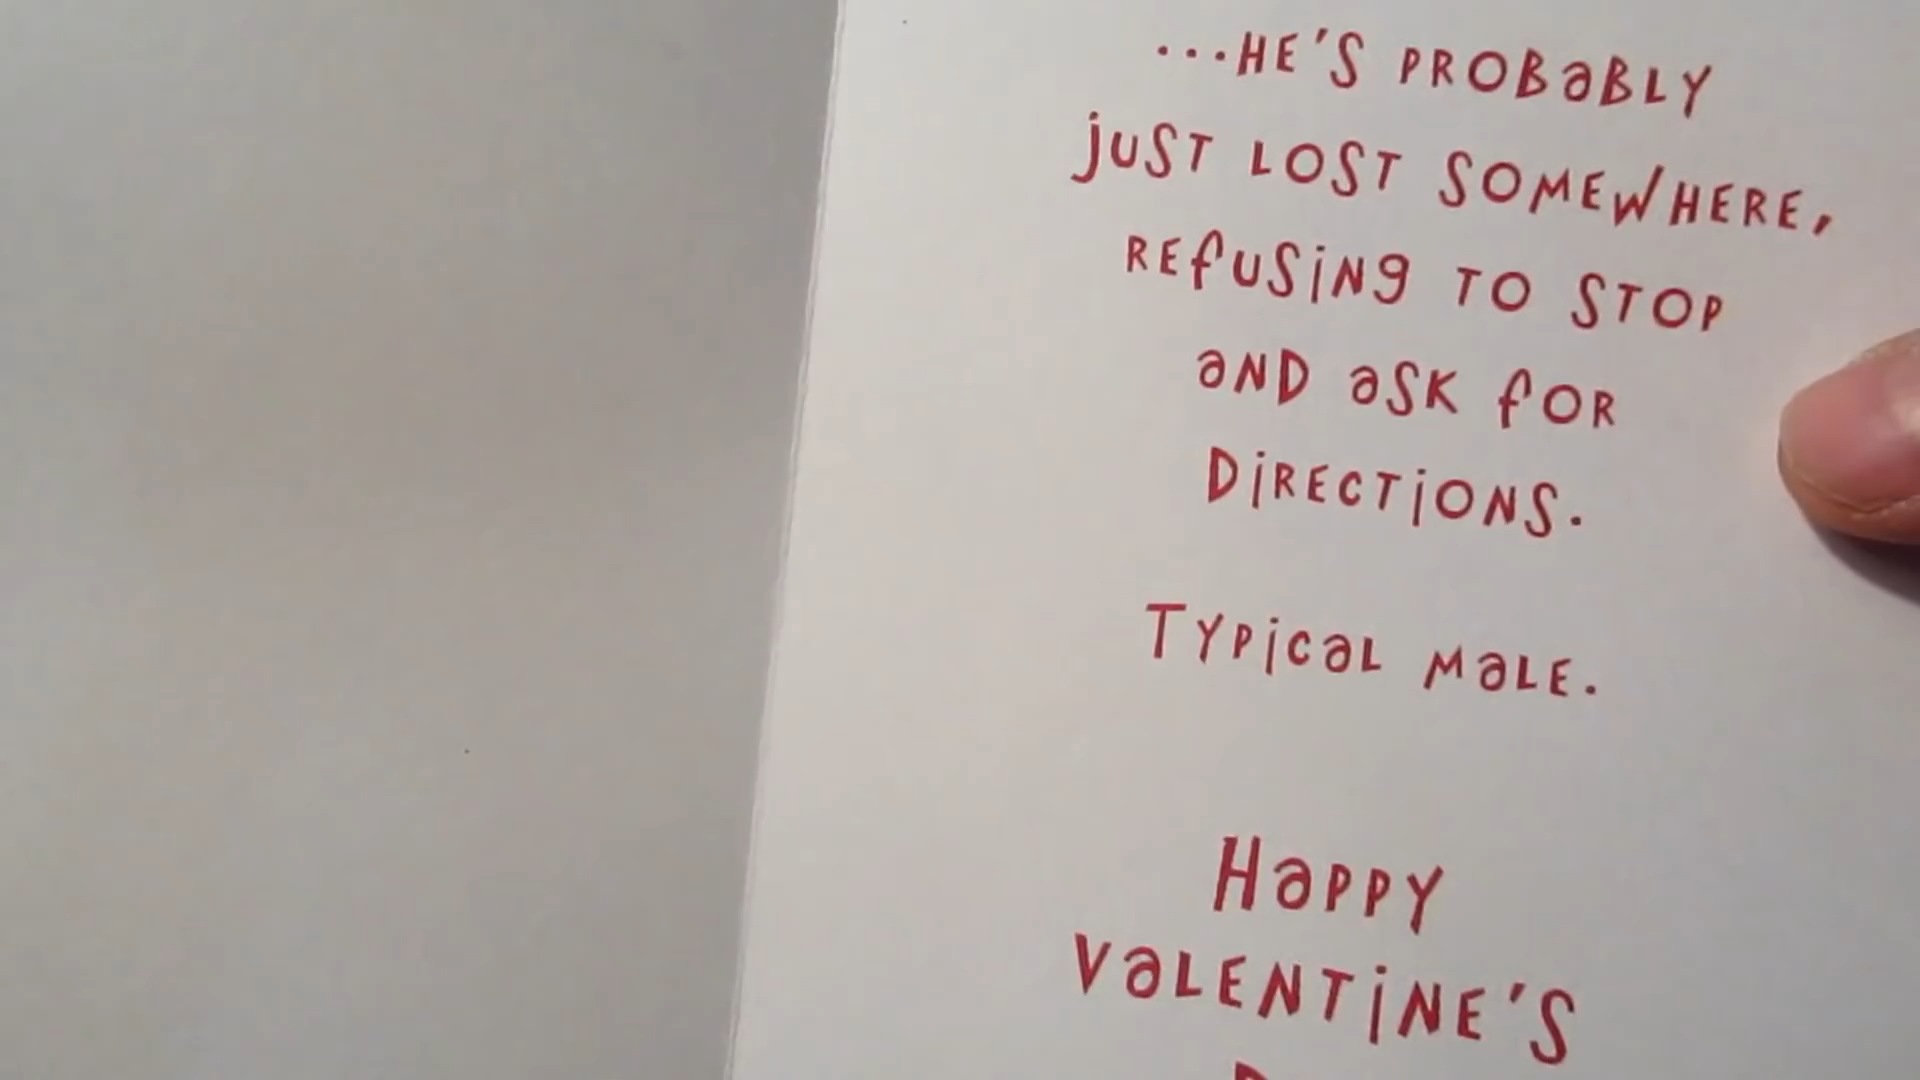 ...HE'S PROBaBLY
jUST LOST SOMEWHERE,
REfUSiNg TO STOP
aND aSK fOR
DiRECTiONS.
TYPiCaL MaLE.
HaPPY
VaLENTiNE'S